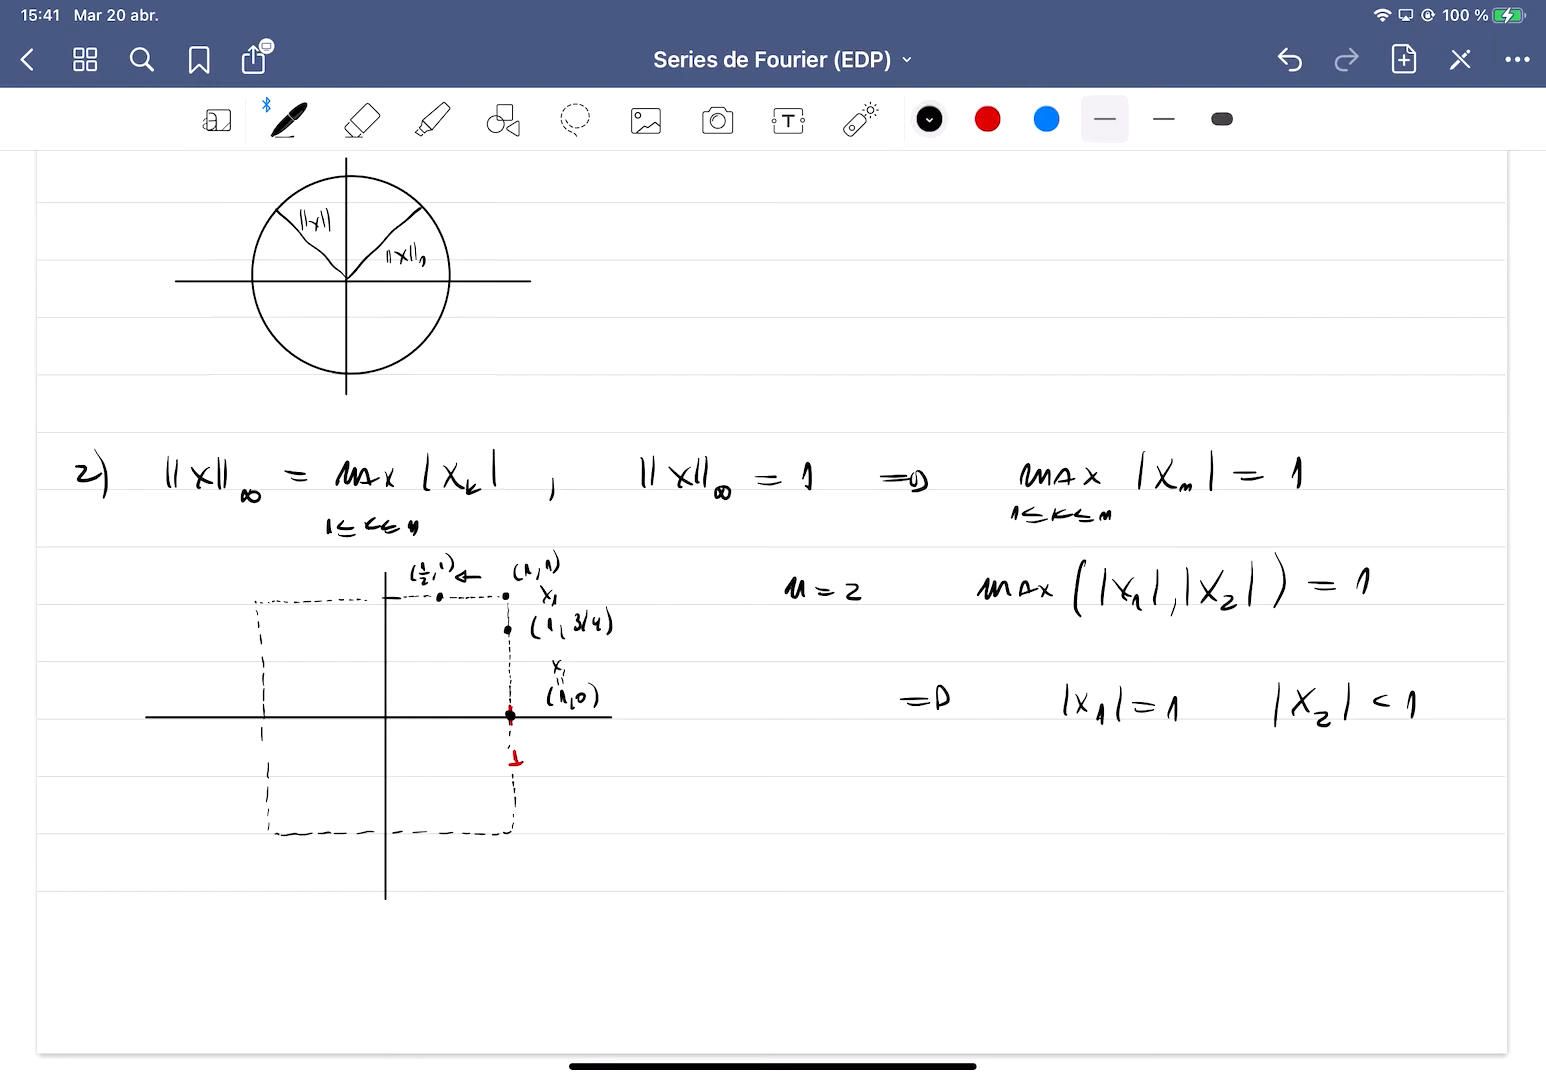 15:41 Mar 20 abr. 100 %
Series de Fourier (EDP)
T
||x|| ||x||₁
2) ||x||∞ = max |xₖ| , ||x||∞ = 1 => max |xₙ| = 1
1≤k≤n 1≤k≤n
(1/2, 1) (1, 1)
n = 2 max (|x₁|, |x₂|) = 1
x₁
(1, 3/4)
x₁
=
(1, 0)
=> |x₁| = 1 |x₂| < 1
1